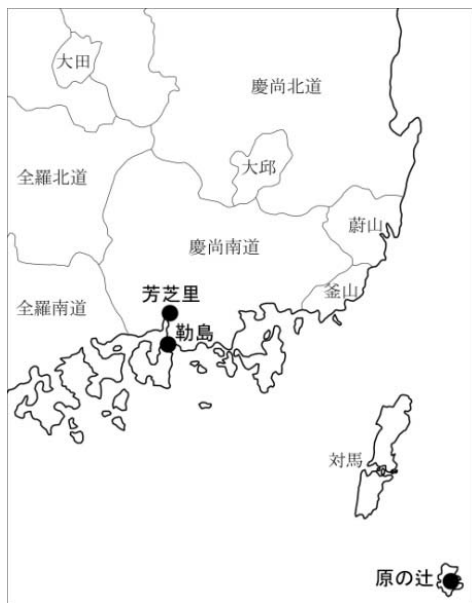 大田
慶尚北道
大邱
全羅北道
蔚山
慶尚南道
釜山
芳芝里
全羅南道
勒島
対馬
原の辻